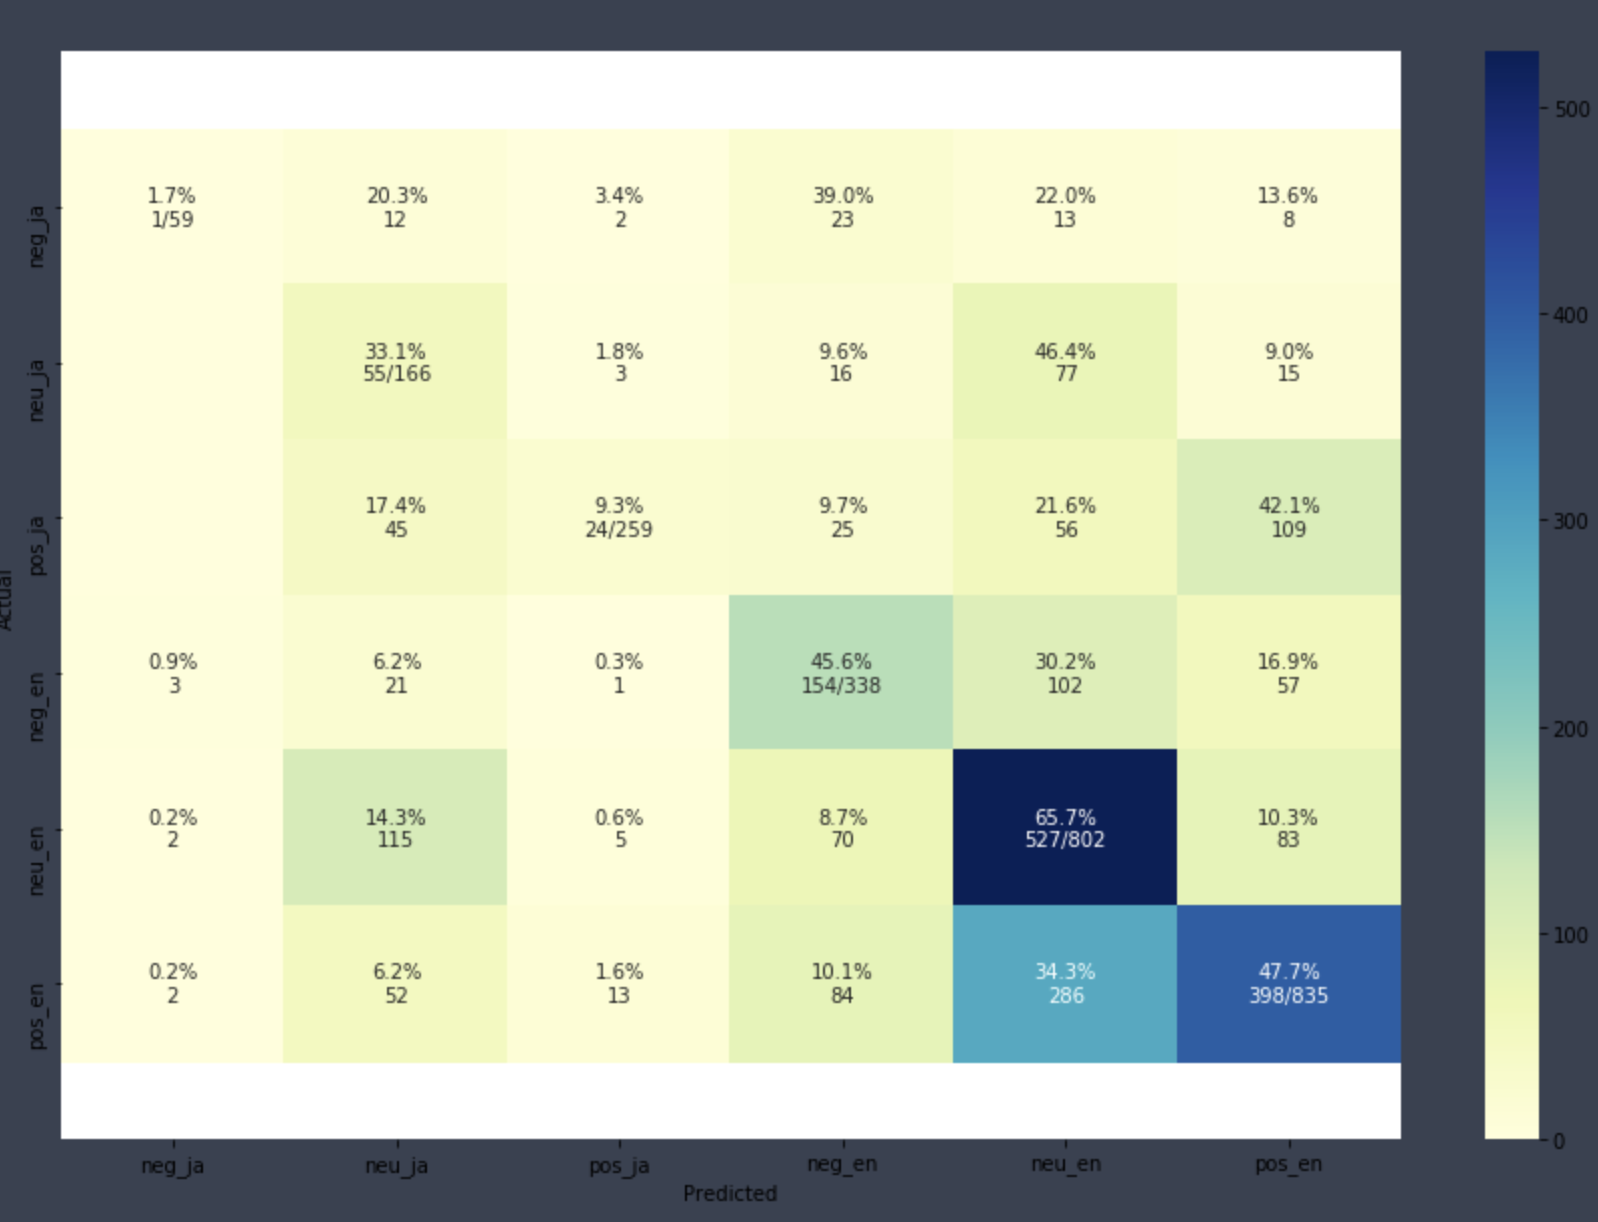 1.7% 20.3% 3.4% 39.0% 22.0% 13.6%
1/59 12 2 23 13 8
neg_ja
33.1% 1.8% 9.6% 46.4% 9.0%
55/166 3 16 77 15
neu_ja
17.4% 9.3% 9.7% 21.6% 42.1%
45 24/259 25 56 109
pos_ja
Actual
0.9% 6.2% 0.3% 45.6% 30.2% 16.9%
3 21 1 154/338 102 57
neg_en
0.2% 14.3% 0.6% 8.7% 65.7% 10.3%
2 115 5 70 527/802 83
neu_en
0.2% 6.2% 1.6% 10.1% 34.3% 47.7%
2 52 13 84 286 398/835
pos_en
neg_ja neu_ja pos_ja neg_en neu_en pos_en
Predicted
500
400
300
200
100
0